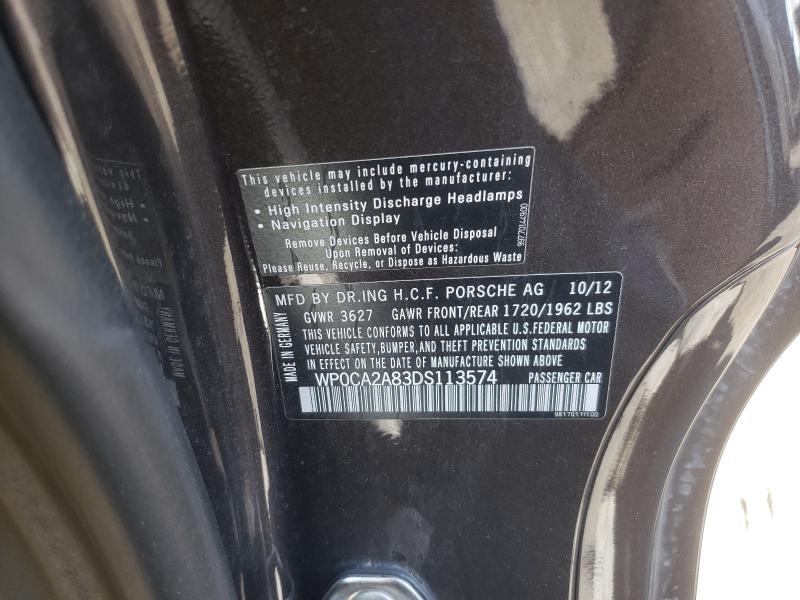 This vehicle may include mercury-containing
devices installed by the manufacturer:
• High Intensity Discharge Headlamps
• Navigation Display
Remove Devices Before Vehicle Disposal
Upon Removal of Devices:
Please Reuse, Recycle, or Dispose as Hazardous Waste
99770144900
MADE IN GERMANY
MFD BY DR.ING H.C.F. PORSCHE AG 10/12
GVWR 3627 GAWR FRONT/REAR 1720/1962 LBS
THIS VEHICLE CONFORMS TO ALL APPLICABLE U.S.FEDERAL MOTOR
VEHICLE SAFETY,BUMPER,AND THEFT PREVENTION STANDARDS
IN EFFECT ON THE DATE OF MANUFACTURE SHOWN ABOVE
WP0CA2A83DS113574 PASSENGER CAR
98170111100